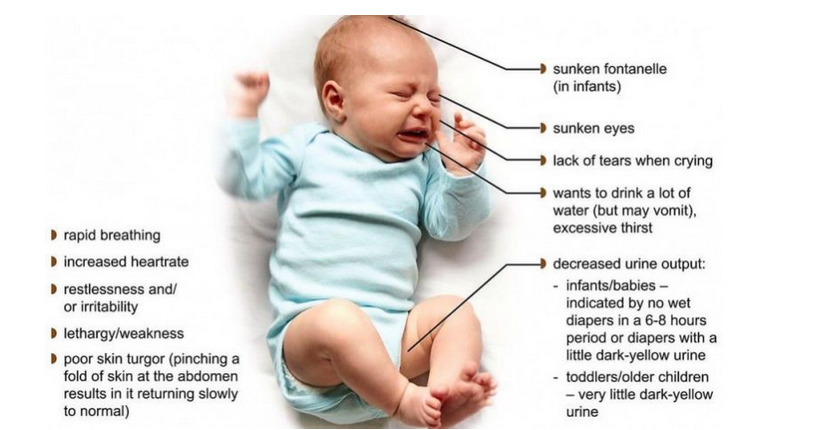 sunken fontanelle
(in infants)
sunken eyes
lack of tears when crying
wants to drink a lot of
water (but may vomit),
excessive thirst
decreased urine output:
- infants/babies –
indicated by no wet
diapers in a 6-8 hours
period or diapers with a
little dark-yellow urine
- toddlers/older children
– very little dark-yellow
urine
rapid breathing
increased heartrate
restlessness and/
or irritability
lethargy/weakness
poor skin turgor (pinching a
fold of skin at the abdomen
results in it returning slowly
to normal)